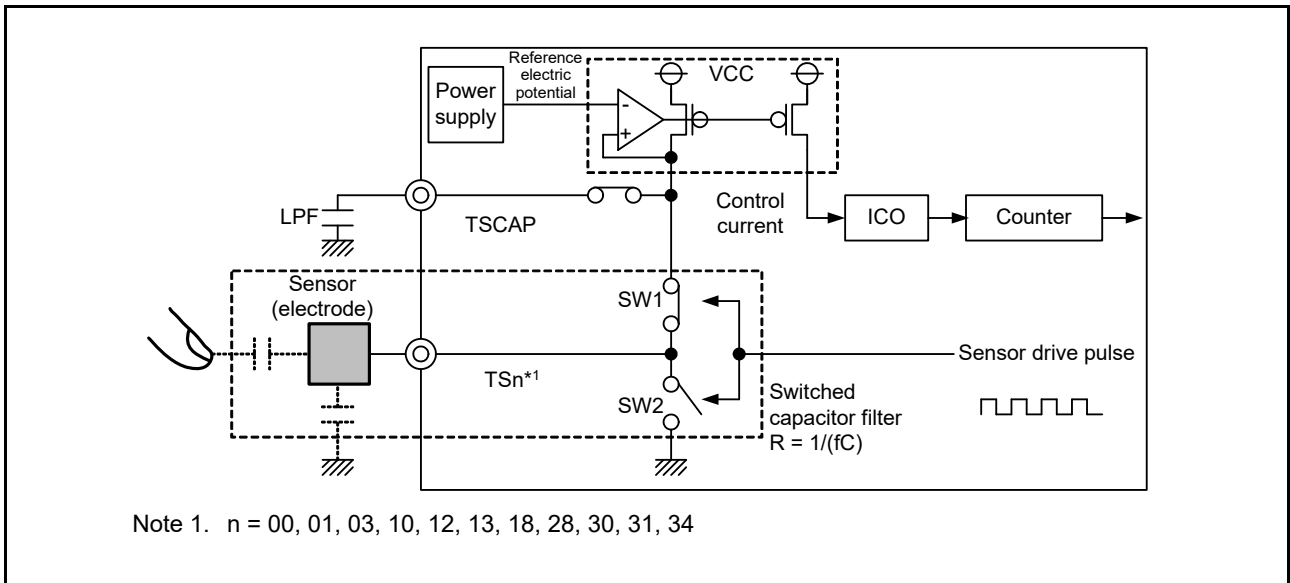 Power
supply
Reference
electric
potential
VCC
-
+
LPF
TSCAP
Control
current
ICO
Counter
Sensor
(electrode)
SW1
TSn*1
SW2
Sensor drive pulse
Switched
capacitor filter
R = 1/(fC)
Note 1. n = 00, 01, 03, 10, 12, 13, 18, 28, 30, 31, 34